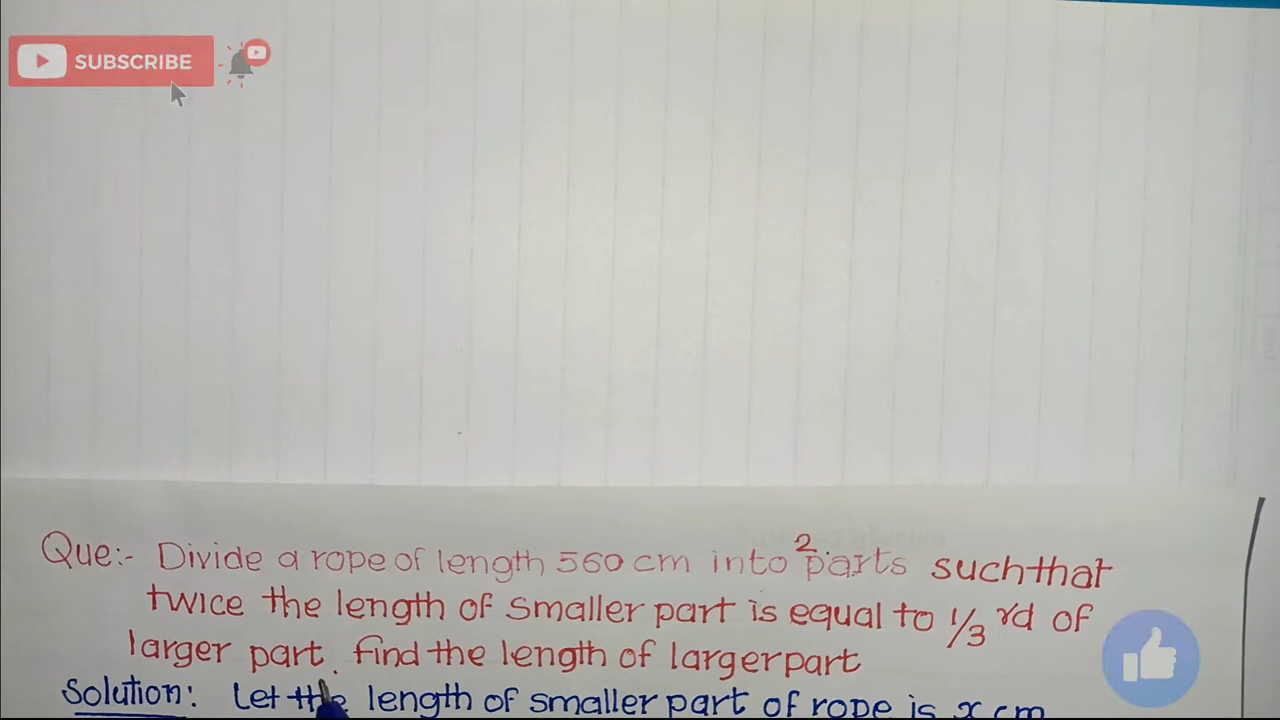 SUBSCRIBE
Que:- Divide a rope of length 560 cm into 2 parts such that
twice the length of smaller part is equal to 1/3 rd of
larger part. find the length of larger part
Solution: Let the length of smaller part of rope is x cm